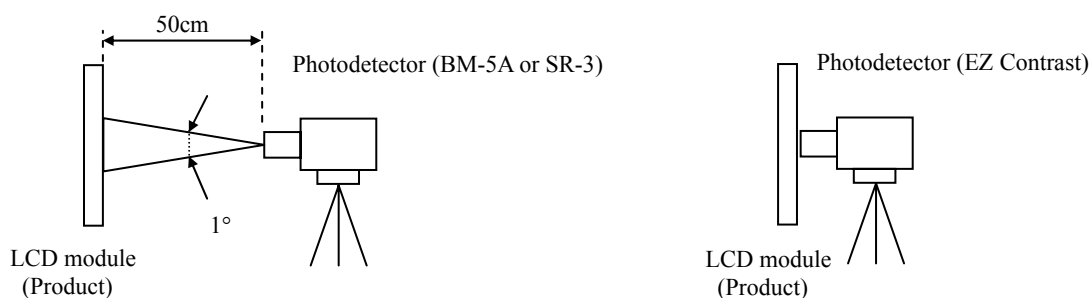 50cm
Photodetector (BM-5A or SR-3)
1°
LCD module
(Product)
Photodetector (EZ Contrast)
LCD module
(Product)